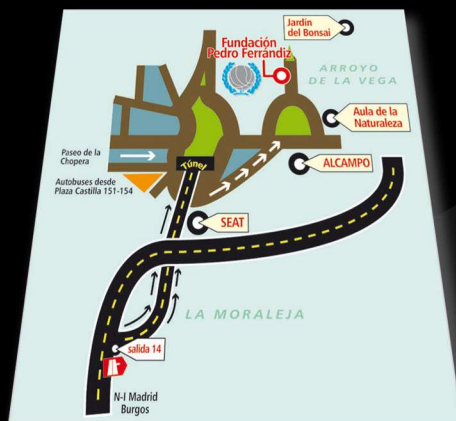 Jardín
del Bonsai
Fundación
Pedro Ferrándiz
ARROYO
DE LA VEGA
Aula de la
Naturaleza
Paseo de la
Chopera
Túnel
ALCAMPO
Autobuses desde
Plaza Castilla 151-154
SEAT
LA MORALEJA
salida 14
N-I Madrid
Burgos